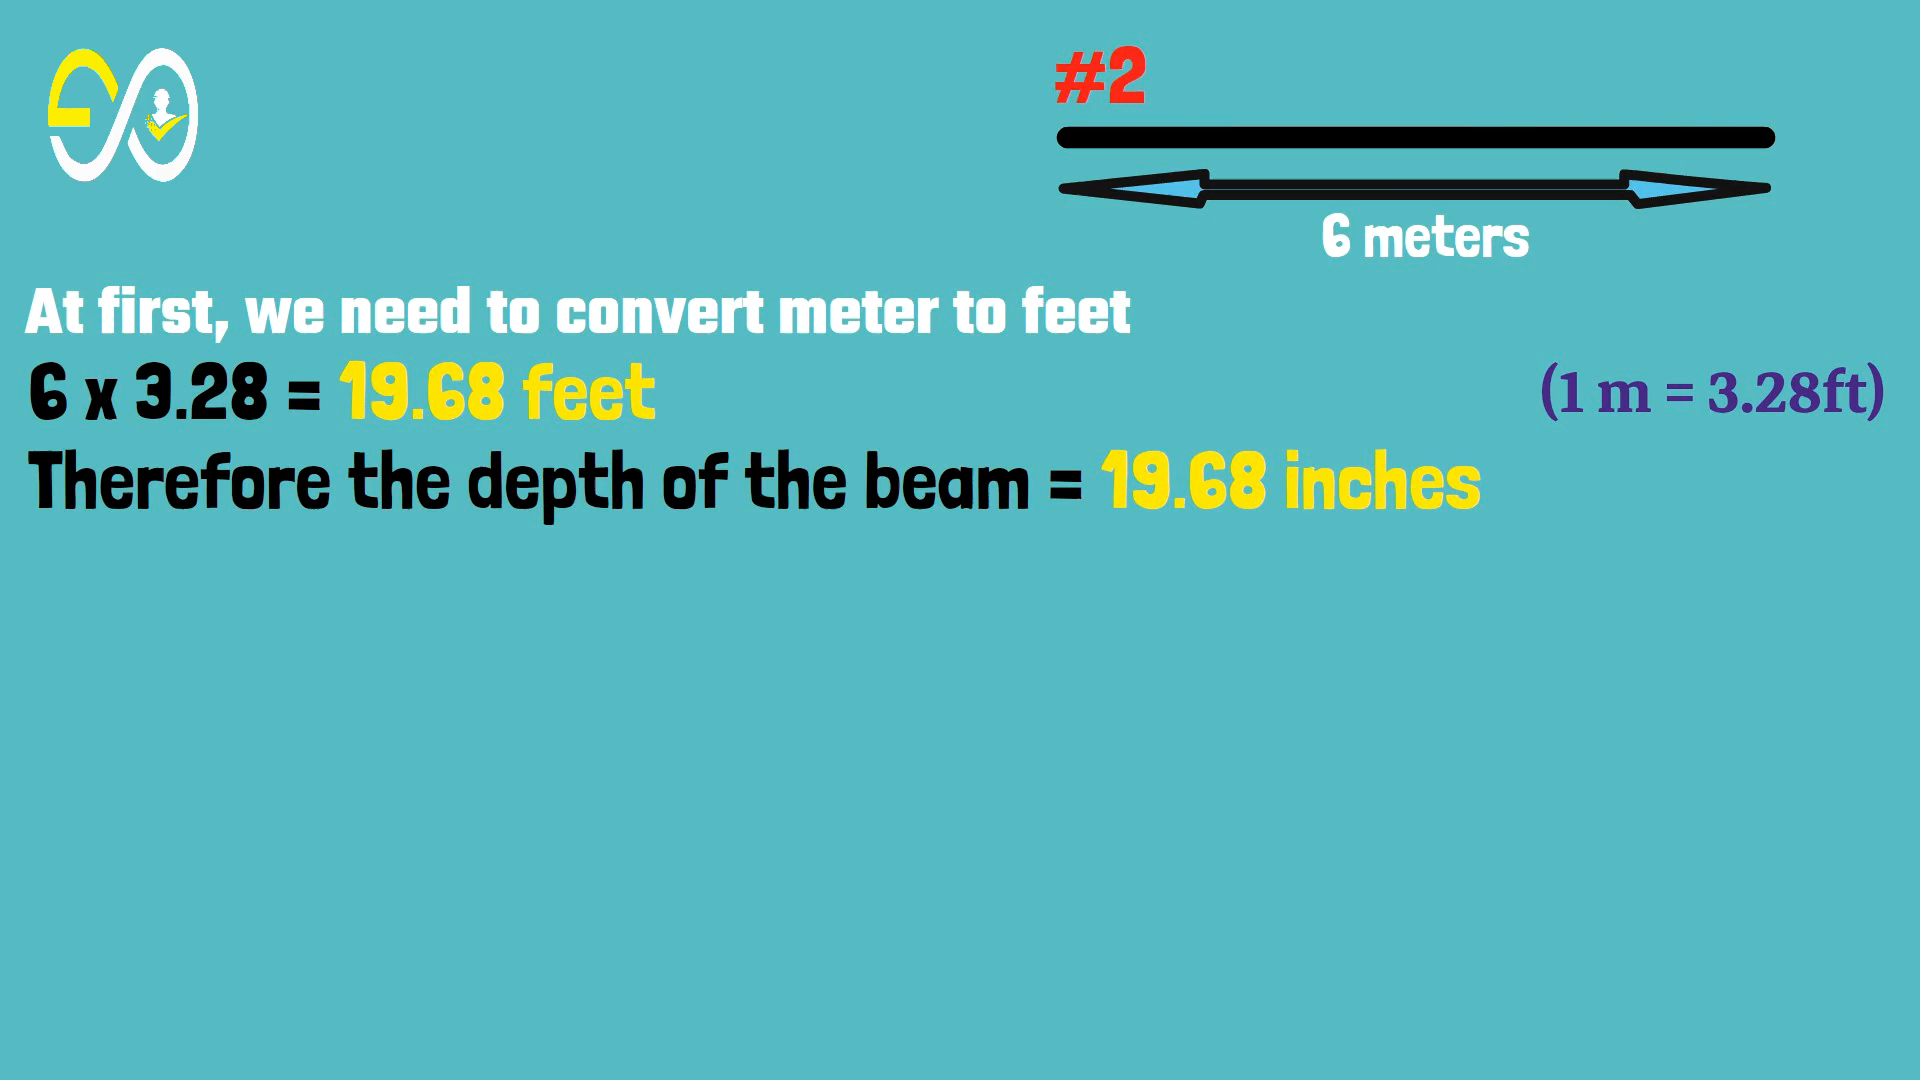 #2
6 meters
At first, we need to convert meter to feet
6 x 3.28 = 19.68 feet (1 m = 3.28ft)
Therefore the depth of the beam = 19.68 inches